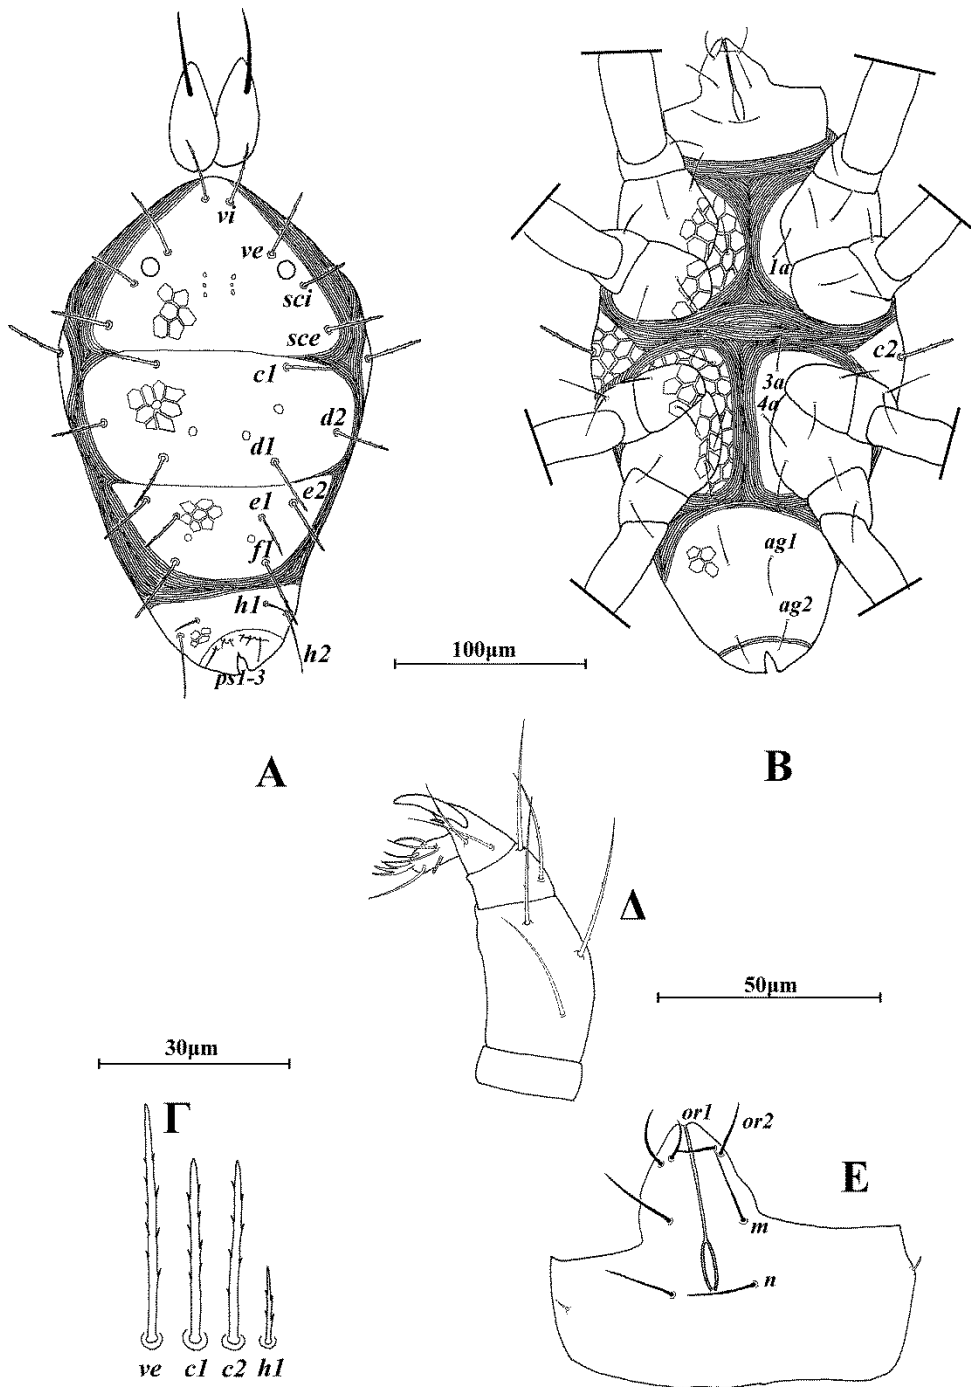 vi
ve
sci
sce
c1
d2
d1
e2
e1
f1
h1
h2
ps1-3
1a
c2
3a
4a
ag1
ag2
100μm
Α
Β
Δ
50μm
30μm
Γ
or1
or2
Ε
m
n
ve c1 c2 h1